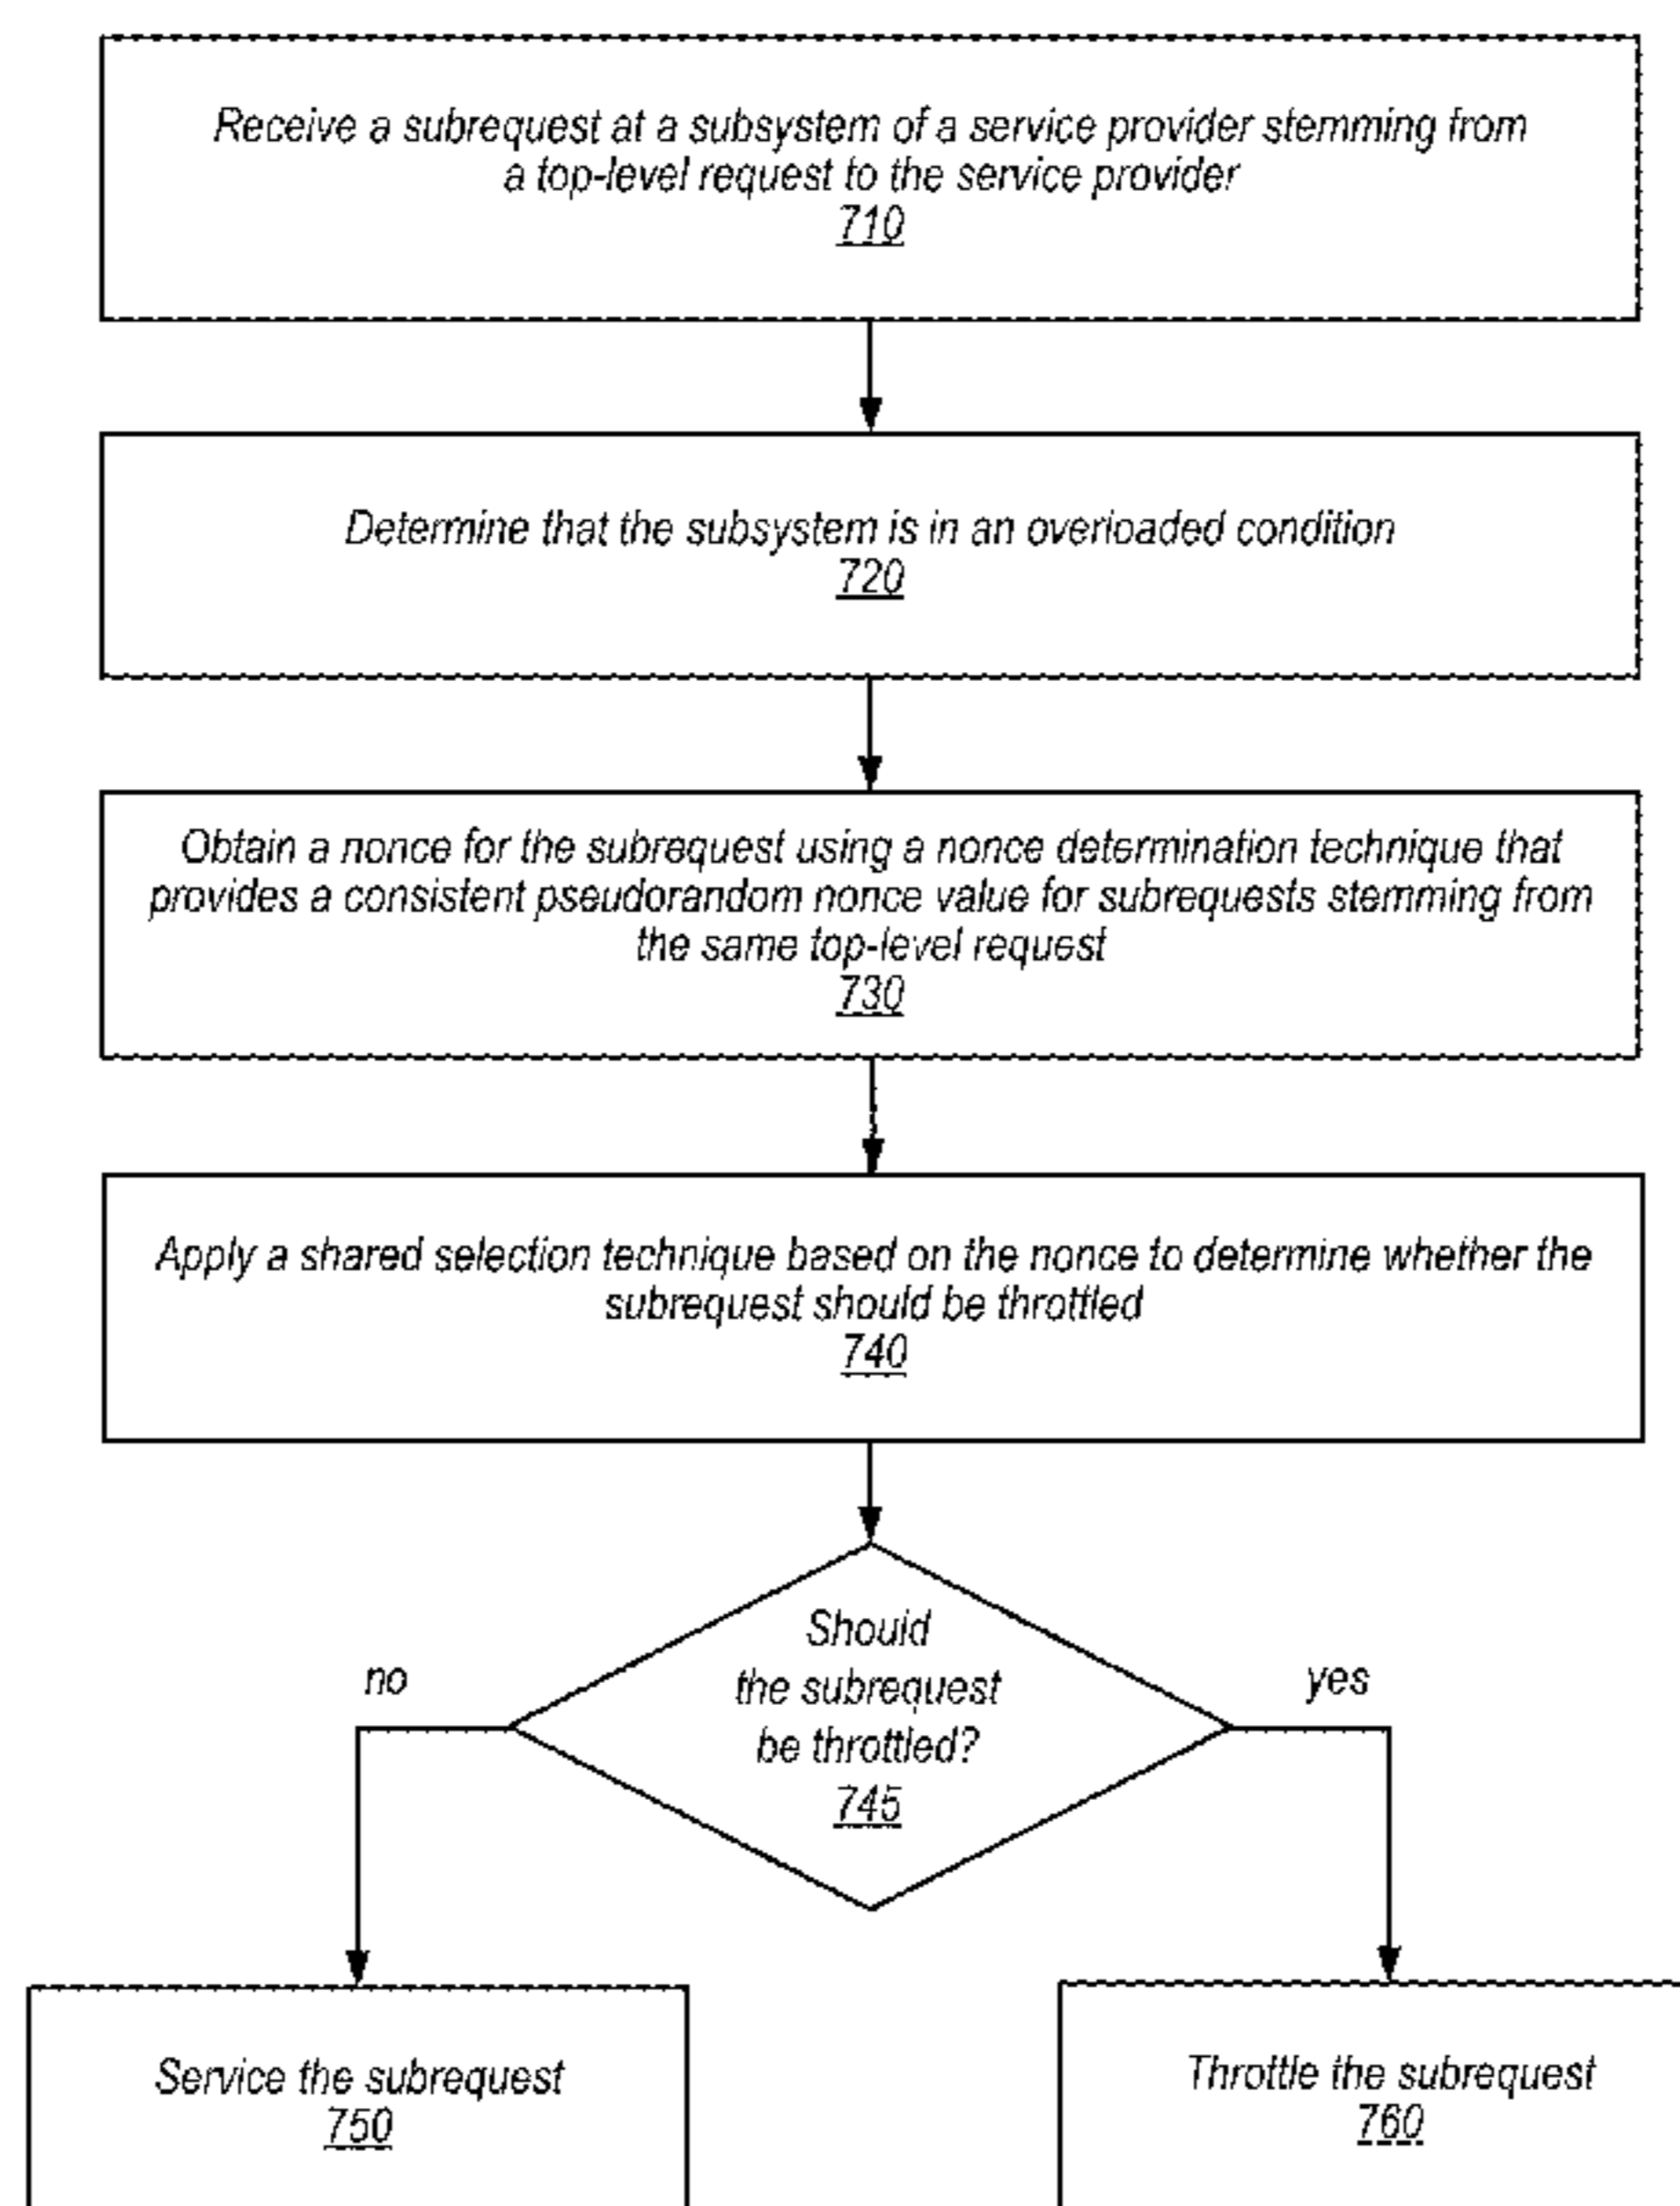 Receive a subrequest at a subsystem of a service provider stemming from
a top-level request to the service provider
710
Determine that the subsystem is in an overloaded condition
720
Obtain a nonce for the subrequest using a nonce determination technique that
provides a consistent pseudorandom nonce value for subrequests stemming from
the same top-level request
730
Apply a shared selection technique based on the nonce to determine whether the
subrequest should be throttled
740
Should
the subrequest
be throttled?
745
no
yes
Service the subrequest
750
Throttle the subrequest
760